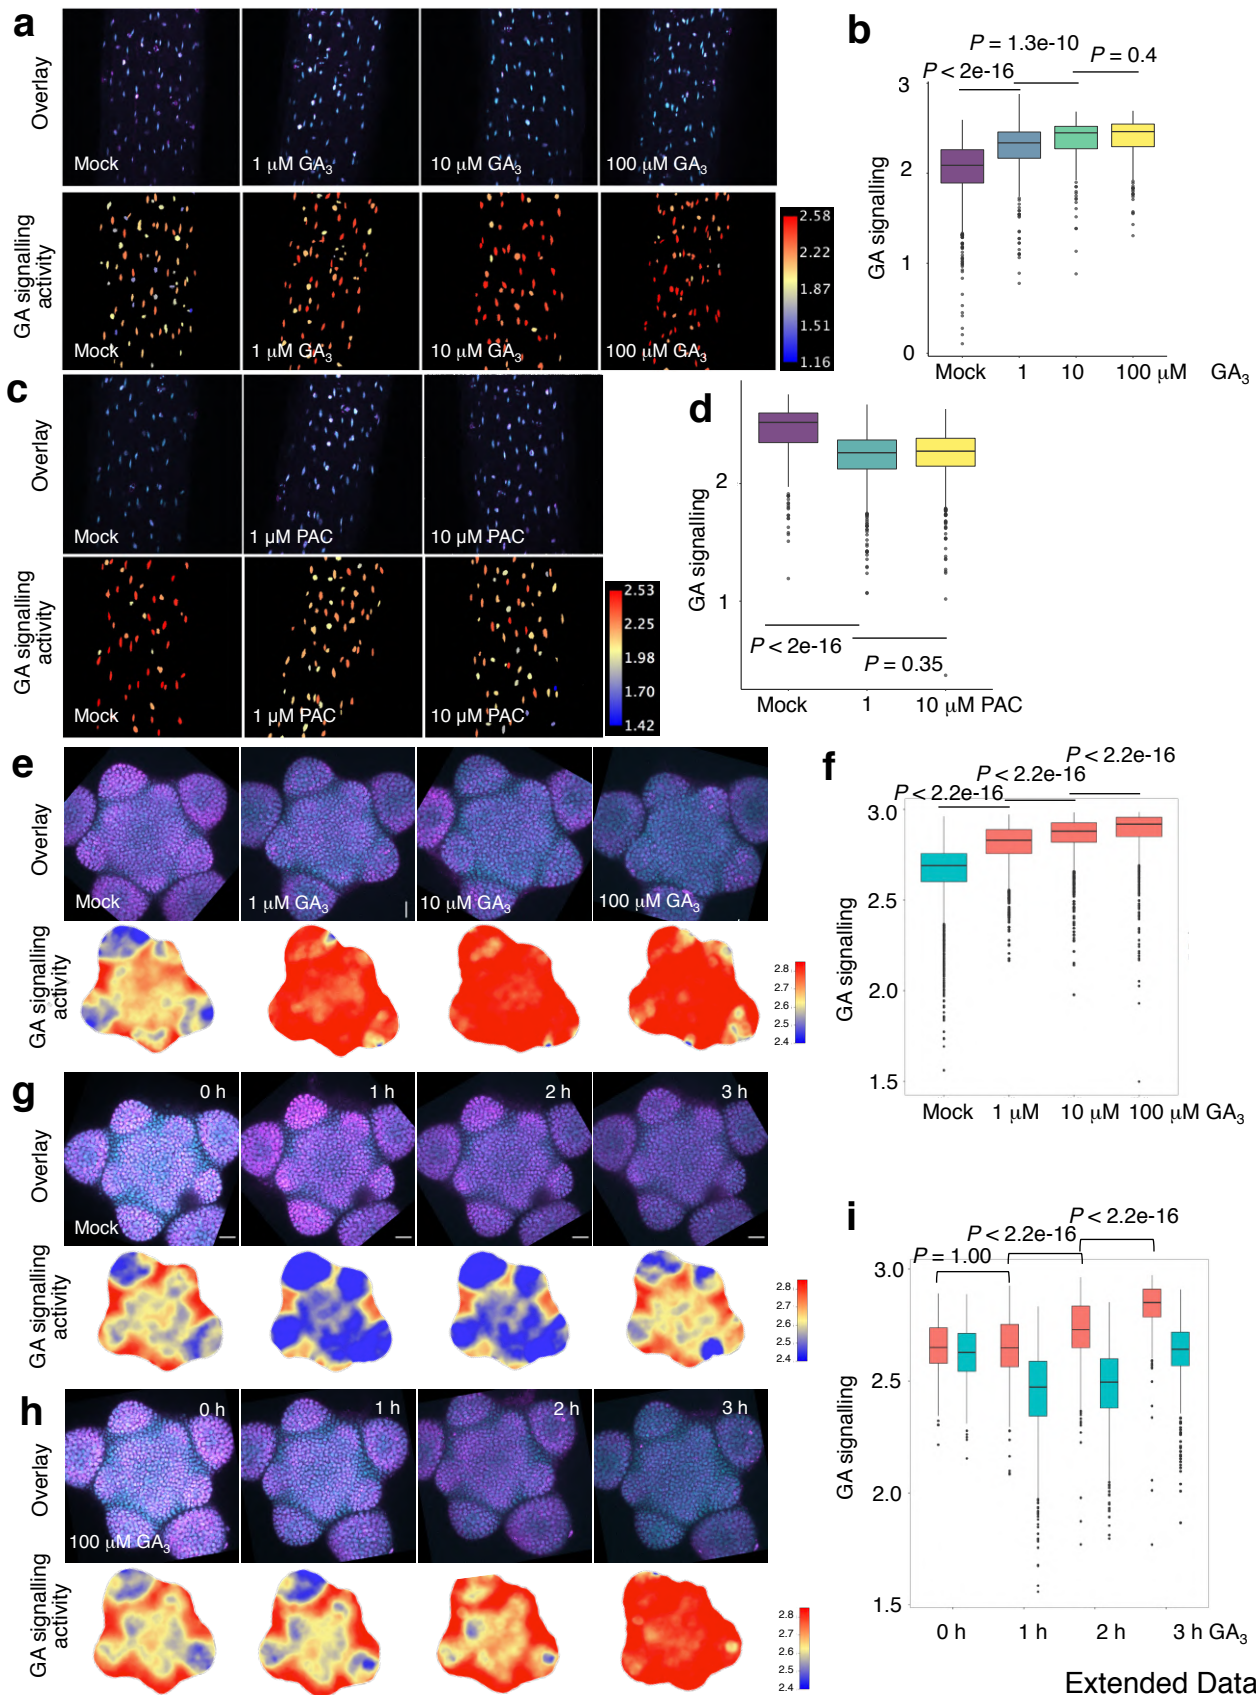 a
Overlay
Mock
1 μM GA3
10 μM GA3
100 μM GA3
GA signalling
activity
Mock
1 μM GA3
10 μM GA3
100 μM GA3
2.58
2.22
1.87
1.51
1.16
b
P = 1.3e-10
P = 0.4
P < 2e-16
GA signalling
3
2
1
0
Mock
1
10
100 μM
GA3
c
Overlay
Mock
1 μM PAC
10 μM PAC
GA signalling
activity
Mock
1 μM PAC
10 μM PAC
2.53
2.25
1.98
1.70
1.42
d
GA signalling
2
1
P < 2e-16
P = 0.35
Mock
1
10 μM PAC
e
Overlay
Mock
1 μM GA3
10 μM GA3
100 μM GA3
GA signalling
activity
2.8
2.7
2.6
2.5
2.4
f
P < 2.2e-16
P < 2.2e-16
P < 2.2e-16
GA signalling
3.0
2.5
2.0
1.5
Mock
1 μM
10 μM
100 μM GA3
g
Overlay
0 h
1 h
2 h
3 h
Mock
GA signalling
activity
2.8
2.7
2.6
2.5
2.4
h
Overlay
0 h
1 h
2 h
3 h
100 μM GA3
GA signalling
activity
2.8
2.7
2.6
2.5
2.4
i
P < 2.2e-16
P < 2.2e-16
P = 1.00
GA signalling
3.0
2.5
2.0
1.5
0 h
1 h
2 h
3 h GA3
Extended Data